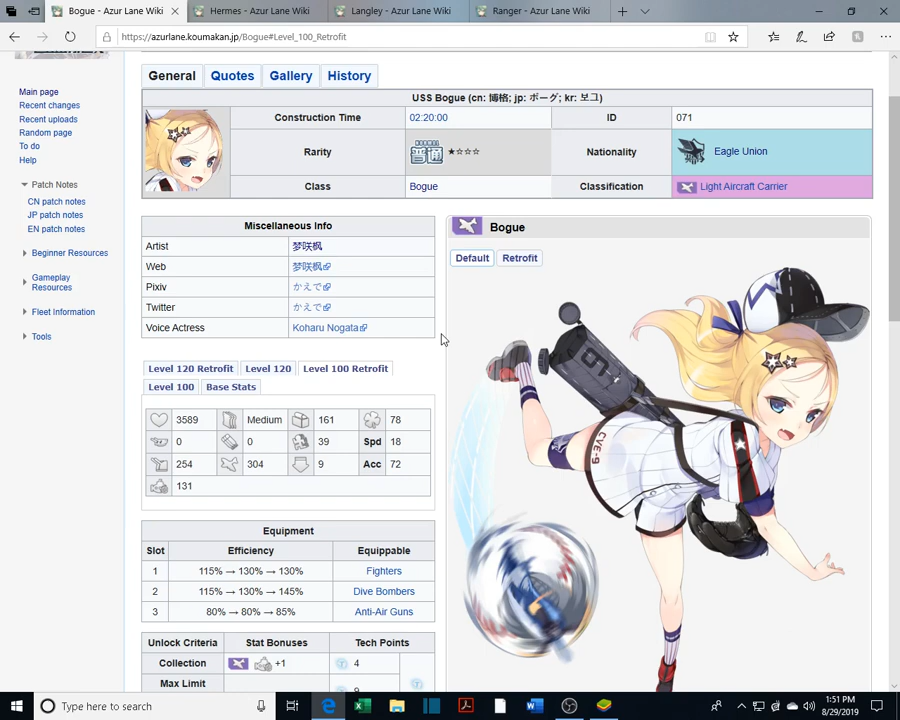 Bogue - Azur Lane Wiki
Hermes - Azur Lane Wiki
Langley - Azur Lane Wiki
Ranger - Azur Lane Wiki
https://azurlane.koumakan.jp/Bogue#Level_100_Retrofit
Main page
Recent changes
Recent uploads
Random page
To do
Help
Patch Notes
CN patch notes
JP patch notes
EN patch notes
Beginner Resources
Gameplay
Resources
Fleet Information
Tools
General
Quotes
Gallery
History
USS Bogue (cn: 博格; jp: ボーグ; kr: 보그)
Construction Time
02:20:00
ID
071
Rarity
普通
★☆☆☆
Nationality
Eagle Union
Class
Bogue
Classification
Light Aircraft Carrier
Miscellaneous Info
Artist
梦咲枫
Web
梦咲枫
Pixiv
かえで
Twitter
かえで
Voice Actress
Koharu Nogata
Level 120 Retrofit
Level 120
Level 100 Retrofit
Level 100
Base Stats
3589
Medium
161
78
0
0
39
Spd
18
254
304
9
Acc
72
131
Equipment
Slot
Efficiency
Equippable
1
115% → 130% → 130%
Fighters
2
115% → 130% → 145%
Dive Bombers
3
80% → 80% → 85%
Anti-Air Guns
Unlock Criteria
Stat Bonuses
Tech Points
Collection
+1
4
Max Limit
Bogue
Default
Retrofit
CVE-9
Type here to search
1:51 PM
8/29/2019